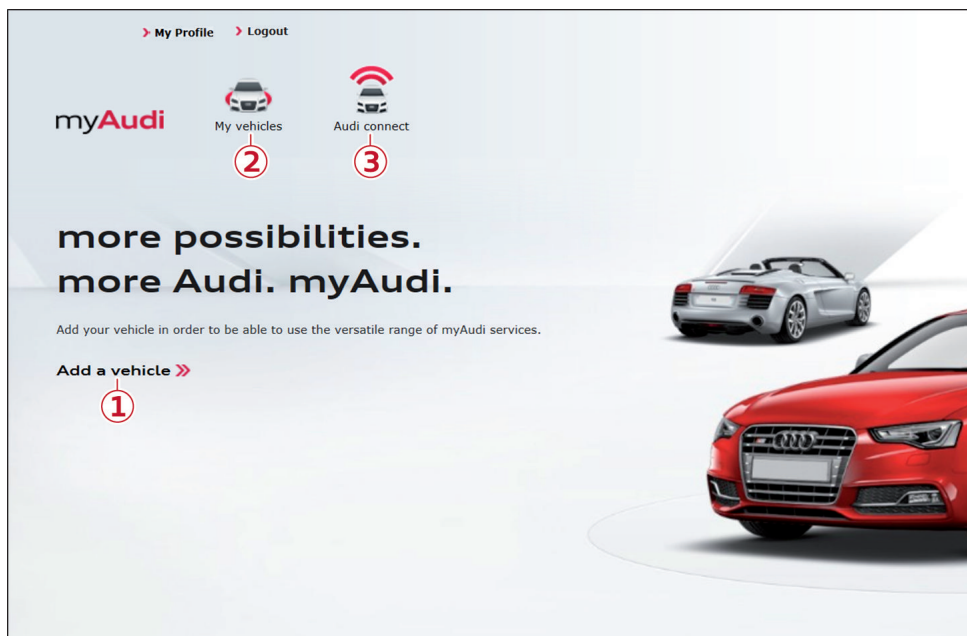 My Profile Logout
myAudi
My vehicles Audi connect
2 3
more possibilities.
more Audi. myAudi.
Add your vehicle in order to be able to use the versatile range of myAudi services.
Add a vehicle
1